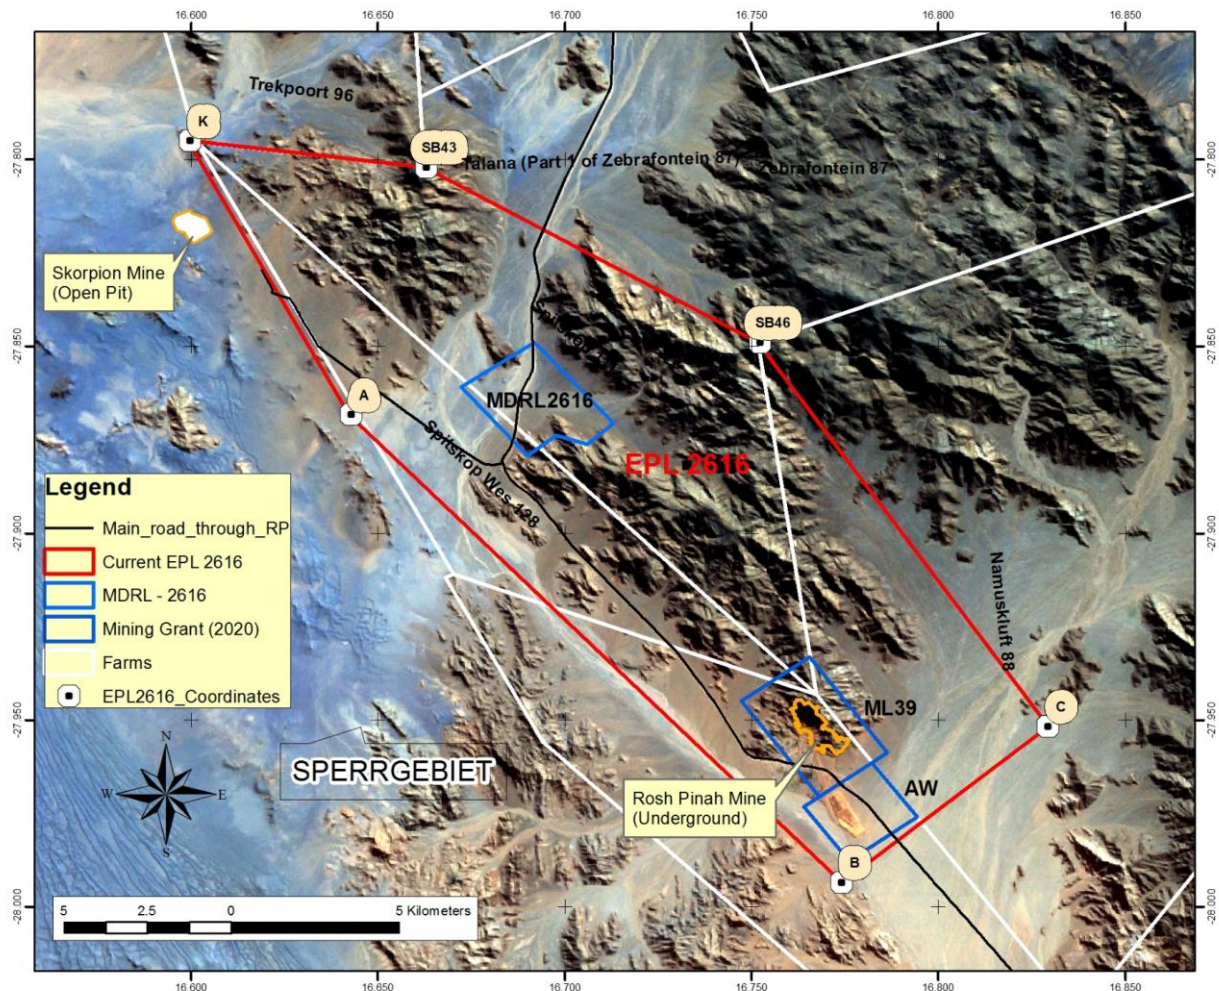 16.600 16.650 16.700 16.750 16.800 16.850
Trekpoort 96
K
SB43
Talana (Part 1 of Zebrafontein 87)
Zebrafontein 87
-27.800 -27.800
Skorpion Mine
(Open Pit)
SB46
-27.850 -27.850
MDRL2616
A
Spitskop Wes 128
EPL 2616
Legend
Main_road_through_RP
Current EPL 2616
MDRL - 2616
Mining Grant (2020)
Farms
EPL2616_Coordinates
-27.900 -27.900
Namuskluft 88
ML39
C
-27.950 -27.950
N
W E
S
SPERRGEBIET
Rosh Pinah Mine
(Underground)
AW
B
5 2.5 0 5 Kilometers
-28.000 -28.000
16.600 16.650 16.700 16.750 16.800 16.850